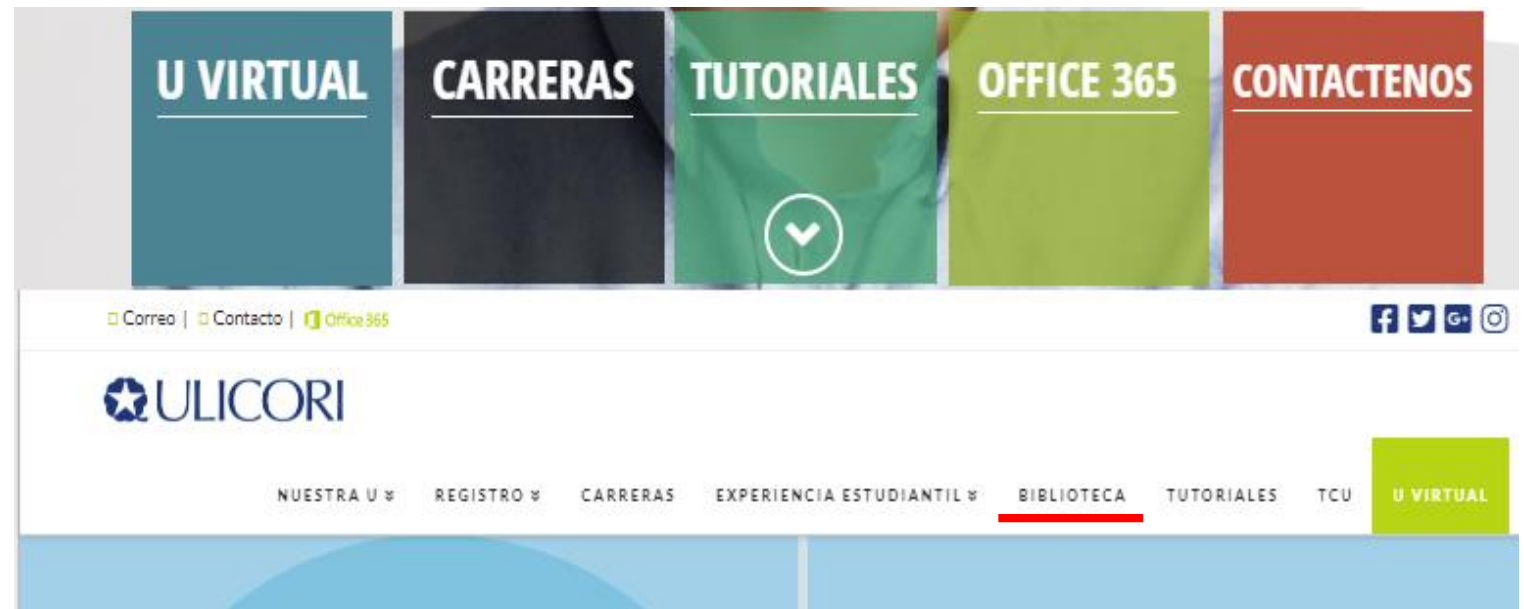 U VIRTUAL CARRERAS TUTORIALES OFFICE 365 CONTACTENOS
Correo | Contacto | Office 365
ULICORI
NUESTRA U REGISTRO CARRERAS EXPERIENCIA ESTUDIANTIL BIBLIOTECA TUTORIALES TCU U VIRTUAL